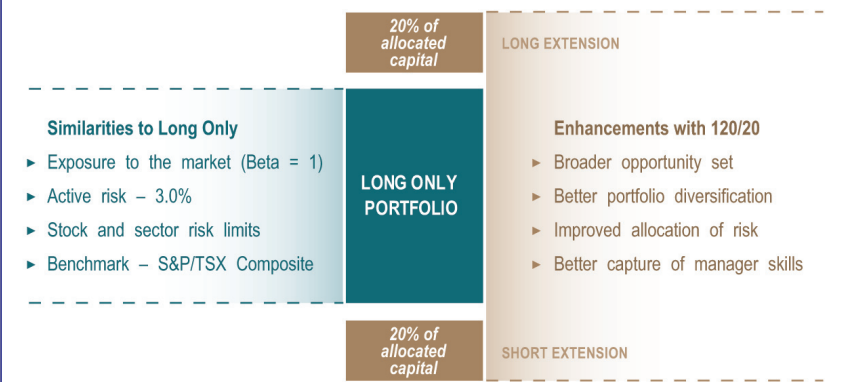 20% of
allocated
capital
LONG EXTENSION
Similarities to Long Only
► Exposure to the market (Beta = 1)
► Active risk – 3.0%
► Stock and sector risk limits
► Benchmark – S&P/TSX Composite
LONG ONLY
PORTFOLIO
Enhancements with 120/20
► Broader opportunity set
► Better portfolio diversification
► Improved allocation of risk
► Better capture of manager skills
20% of
allocated
capital
SHORT EXTENSION